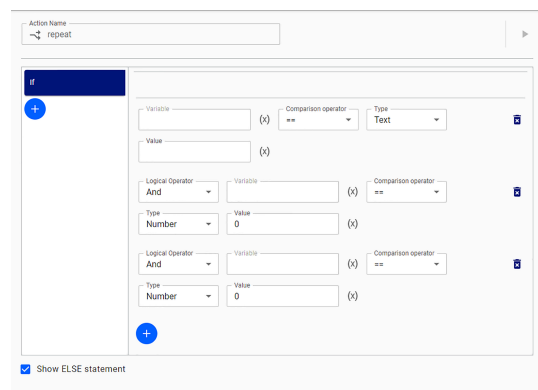 Action Name
repeat
If
Variable
(x)
Comparison operator
==
Type
Text
Value
(x)
Logical Operator
And
Variable
(x)
Comparison operator
==
Type
Number
Value
0
(x)
Logical Operator
And
Variable
(x)
Comparison operator
==
Type
Number
Value
0
(x)
Show ELSE statement